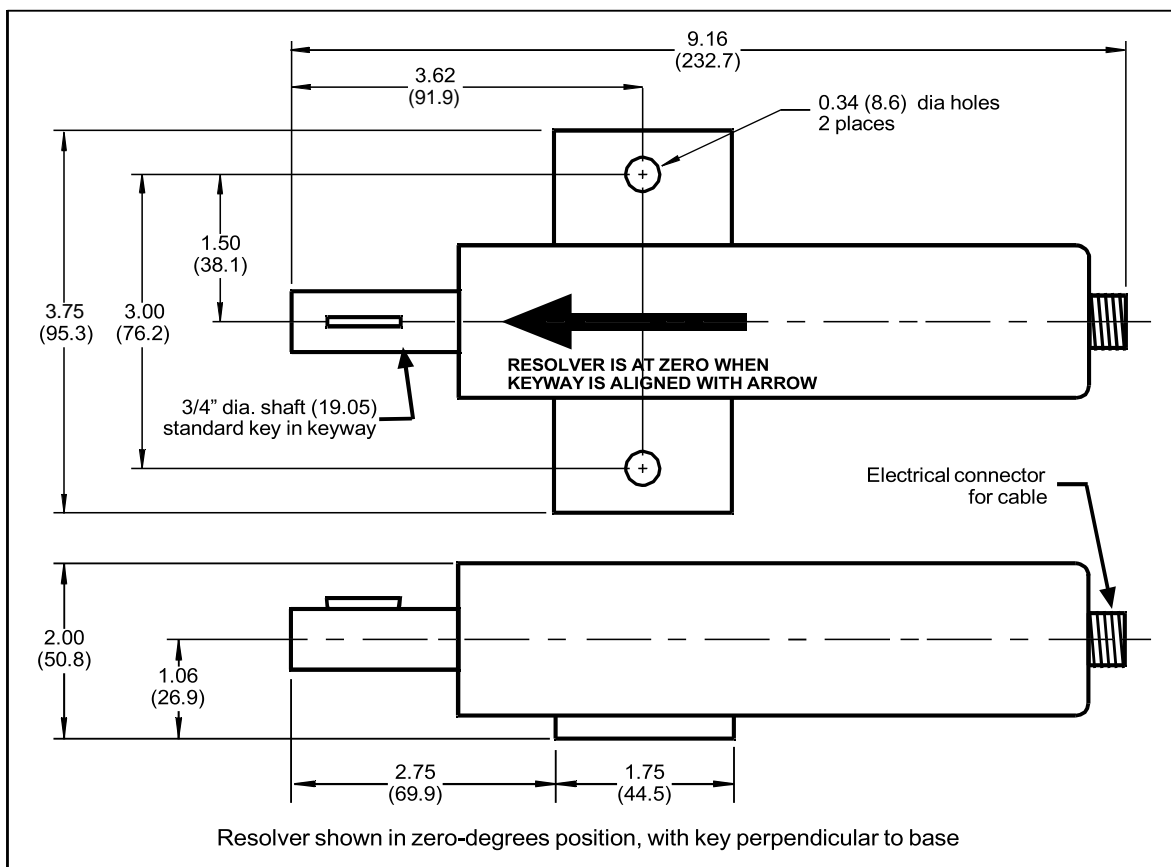 9.16
(232.7)
3.62
(91.9)
0.34 (8.6)  dia holes
2 places
1.50
(38.1)
3.75
(95.3)
3.00
(76.2)
RESOLVER IS AT ZERO WHEN
KEYWAY IS ALIGNED WITH ARROW
3/4” dia. shaft (19.05)
standard key in keyway
Electrical connector
for cable
2.00
(50.8)
1.06
(26.9)
2.75
(69.9)
1.75
(44.5)
Resolver shown in zero-degrees position, with key perpendicular to base